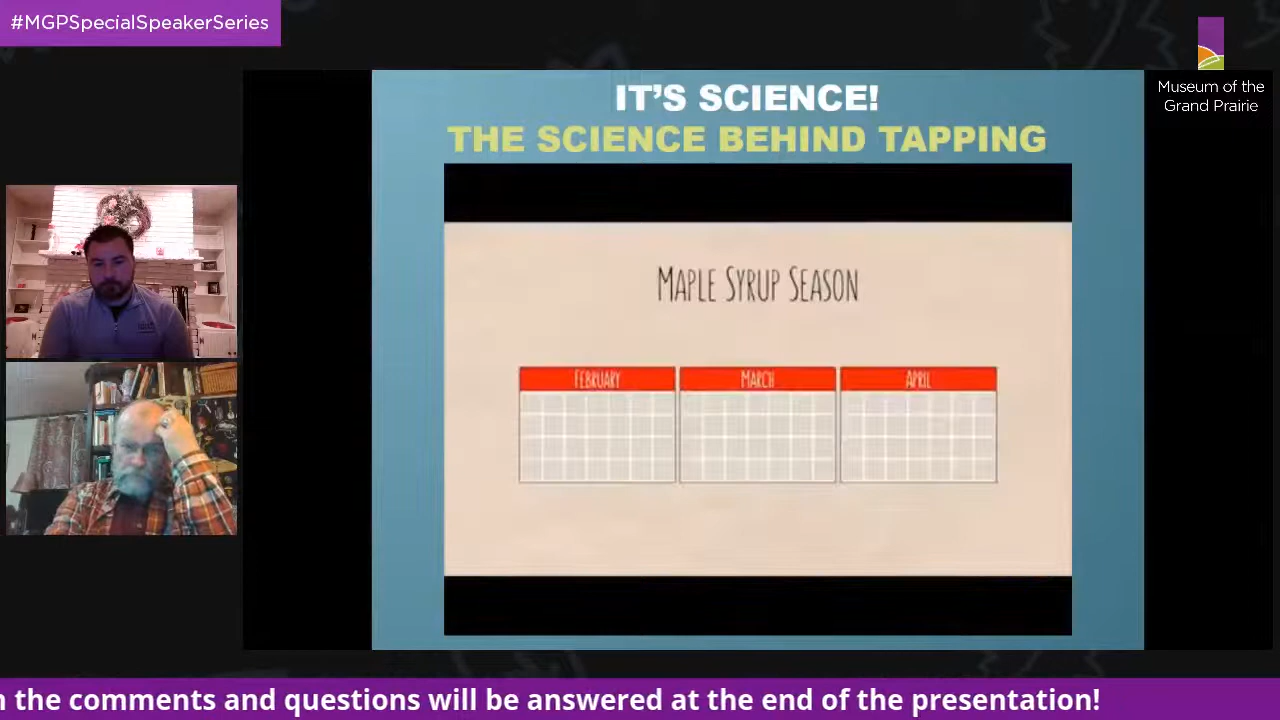 #MGPSpecialSpeakerSeries
Museum of the
Grand Prairie
IT'S SCIENCE!
THE SCIENCE BEHIND TAPPING
MAPLE SYRUP SEASON
FEBRUARY
MARCH
APRIL
the comments and questions will be answered at the end of the presentation!